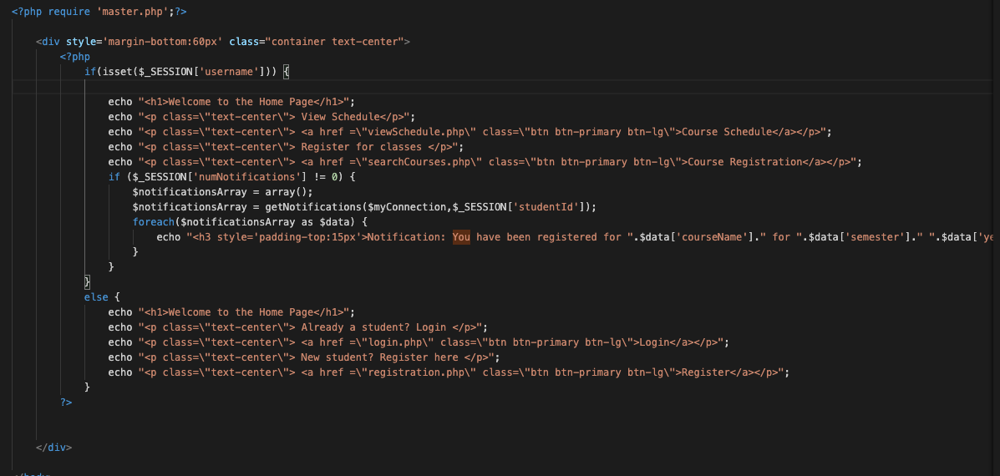 <?php require 'master.php';?>
<div style='margin-bottom:60px' class="container text-center">
<?php
if(isset($_SESSION['username'])) {
echo "<h1>Welcome to the Home Page</h1>";
echo "<p class=\"text-center\"> View Schedule</p>";
echo "<p class=\"text-center\"> <a href =\"viewSchedule.php\" class=\"btn btn-primary btn-lg\">Course Schedule</a></p>";
echo "<p class=\"text-center\"> Register for classes </p>";
echo "<p class=\"text-center\"> <a href =\"searchCourses.php\" class=\"btn btn-primary btn-lg\">Course Registration</a></p>";
if ($_SESSION['numNotifications'] != 0) {
$notificationsArray = array();
$notificationsArray = getNotifications($myConnection,$_SESSION['studentId']);
foreach($notificationsArray as $data) {
echo "<h3 style='padding-top:15px'>Notification: You have been registered for ".$data['courseName']." for ".$data['semester']." ".$data['ye
}
}
}
else {
echo "<h1>Welcome to the Home Page</h1>";
echo "<p class=\"text-center\"> Already a student? Login </p>";
echo "<p class=\"text-center\"> <a href =\"login.php\" class=\"btn btn-primary btn-lg\">Login</a></p>";
echo "<p class=\"text-center\"> New student? Register here </p>";
echo "<p class=\"text-center\"> <a href =\"registration.php\" class=\"btn btn-primary btn-lg\">Register</a></p>";
}
?>
</div>